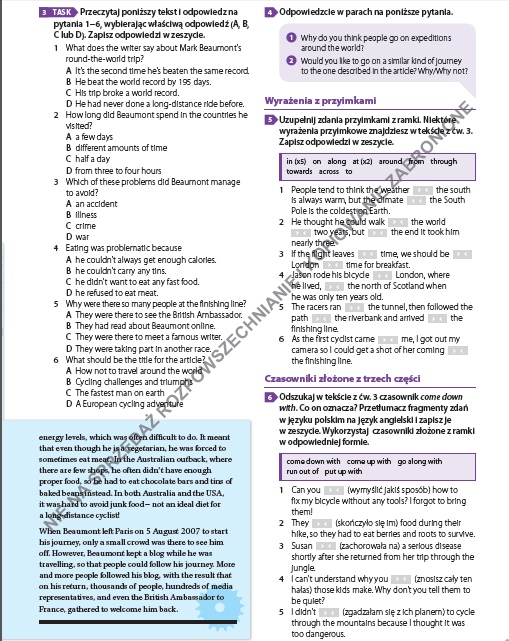 3 TASK Przeczytaj poniższy tekst i odpowiedz na
pytania 1–6, wybierając właściwą odpowiedź (A, B,
C lub D). Zapisz odpowiedzi w zeszycie.
1 What does the writer say about Mark Beaumont's
round-the-world trip?
A It's the second time he's beaten the same record.
B He beat the world record by 195 days.
C His trip broke a world record.
D He had never done a long-distance ride before.
2 How long did Beaumont spend in the countries he
visited?
A a few days
B different amounts of time
C half a day
D from three to four hours
3 Which of these problems did Beaumont manage
to avoid?
A an accident
B illness
C crime
D war
4 Eating was problematic because
A he couldn't always get enough calories.
B he couldn't carry any tins.
C he didn't want to eat any fast food.
D he refused to eat meat.
5 Why were there so many people at the finishing line?
A They were there to see the British Ambassador.
B They had read about Beaumont online.
C They were there to meet a famous writer.
D They were taking part in another race.
6 What should be the title for the article?
A How not to travel around the world
B Cycling challenges and triumphs
C The fastest man on earth
D A European cycling adventure
energy levels, which was often difficult to do. It meant
that even though he is a vegetarian, he was forced to
sometimes eat meat. In the Australian outback, where
there are few shops, he often didn't have enough
proper food, so he had to eat chocolate bars and tins of
baked beans instead. In both Australia and the USA,
it was hard to avoid junk food – not an ideal diet for
a long-distance cyclist!
When Beaumont left Paris on 5 August 2007 to start
his journey, only a small crowd was there to see him
off. However, Beaumont kept a blog while he was
travelling, so that people could follow his journey. More
and more people followed his blog, with the result that
on his return, thousands of people, hundreds of media
representatives, and even the British Ambassador to
France, gathered to welcome him back.
4 Odpowiedzcie w parach na poniższe pytania.
1 Why do you think people go on expeditions
around the world?
2 Would you like to go on a similar kind of journey
to the one described in the article? Why/Why not?
Wyrażenia z przyimkami
5 Uzupełnij zdania przyimkami z ramki. Niektóre
wyrażenia przyimkowe znajdziesz w tekście z ćw. 3.
Zapisz odpowiedzi w zeszycie.
in (x5) on along at (x2) around from through
towards across to
1 People tend to think the weather the south
is always warm, but the climate the South
Pole is the coldest on Earth.
2 He thought he could walk the world
two years, but the end it took him
nearly three.
3 If the flight leaves time, we should be
London time for breakfast.
4 Jason rode his bicycle London, where
he lived, the north of Scotland when
he was only ten years old.
5 The racers ran the tunnel, then followed the
path the riverbank and arrived the
finishing line.
6 As the first cyclist came me, I got out my
camera so I could get a shot of her coming
the finishing line.
Czasowniki złożone z trzech części
6 Odszukaj w tekście z ćw. 3 czasownik come down
with. Co on oznacza? Przetłumacz fragmenty zdań
w języku polskim na język angielski i zapisz je
w zeszycie. Wykorzystaj czasowniki złożone z ramki
w odpowiedniej formie.
come down with come up with go along with
run out of put up with
1 Can you (wymyślić jakiś sposób) how to
fix my bicycle without any tools? I forgot to bring
them!
2 They (skończyło się im) food during their
hike, so they had to eat berries and roots to survive.
3 Susan (zachorowała na) a serious disease
shortly after she returned from her trip through the
jungle.
4 I can't understand why you (znosisz cały ten
hałas) those kids make. Why don't you tell them to
be quiet?
5 I didn't (zgadzałam się z ich planem) to cycle
through the mountains because I thought it was
too dangerous.
NIE NA SPRZEDAŻ ROZPOWSZECHNIANIE I KOPIOWANIE ZABRONIONE